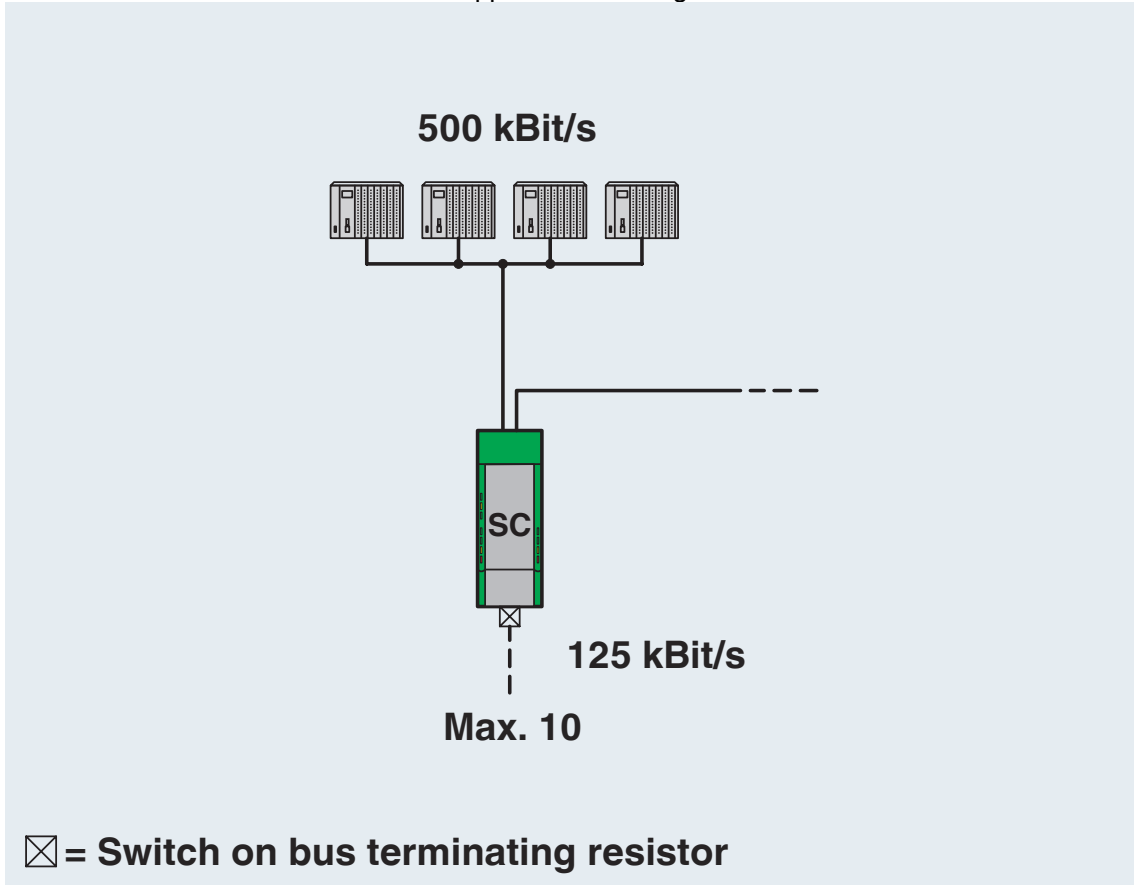 500 kBit/s
SC
125 kBit/s
Max. 10
= Switch on bus terminating resistor